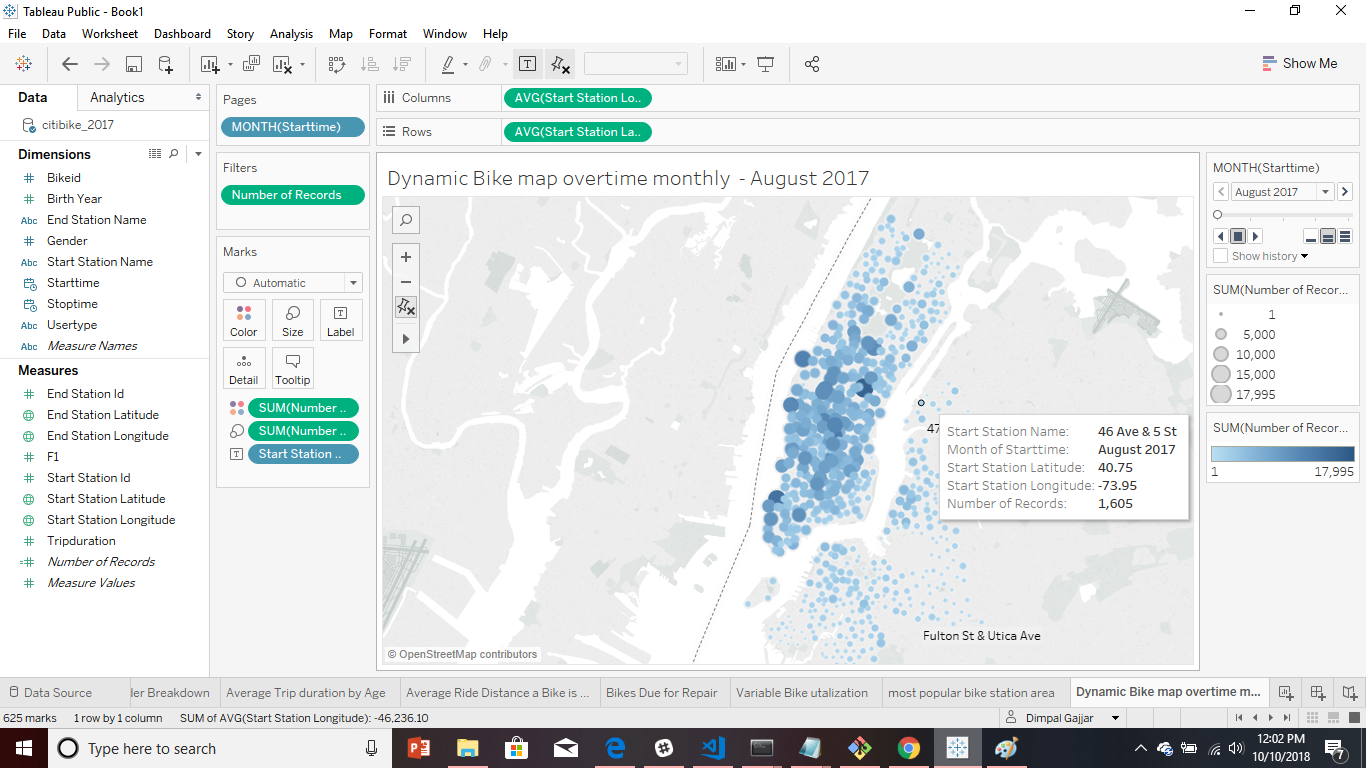 Tableau Public - Book1
File Data Worksheet Dashboard Story Analysis Map Format Window Help
Show Me
Data Analytics
citibike_2017
Dimensions
Bikeid
Birth Year
Abc End Station Name
Gender
Abc Start Station Name
Starttime
Stoptime
Abc Usertype
Abc Measure Names
Measures
End Station Id
End Station Latitude
End Station Longitude
F1
Start Station Id
Start Station Latitude
Start Station Longitude
Tripduration
Number of Records
Measure Values
Pages
MONTH(Starttime)
Filters
Number of Records
Marks
Automatic
Color Size Label
Detail Tooltip
SUM(Number ..
SUM(Number ..
Start Station ..
Columns AVG(Start Station Lo..
Rows AVG(Start Station La..
Dynamic Bike map overtime monthly - August 2017
47
Start Station Name: 46 Ave & 5 St
Month of Starttime: August 2017
Start Station Latitude: 40.75
Start Station Longitude: -73.95
Number of Records: 1,605
Fulton St & Utica Ave
© OpenStreetMap contributors
MONTH(Starttime)
August 2017
Show history
SUM(Number of Recor...
1
5,000
10,000
15,000
17,995
SUM(Number of Recor...
1 17,995
Data Source der Breakdown Average Trip duration by Age Average Ride Distance a Bike is ... Bikes Due for Repair Variable Bike utalization most popular bike station area Dynamic Bike map overtime m...
625 marks 1 row by 1 column SUM of AVG(Start Station Longitude): -46,236.10 Dimpal Gajjar
Type here to search
12:02 PM
10/10/2018
7